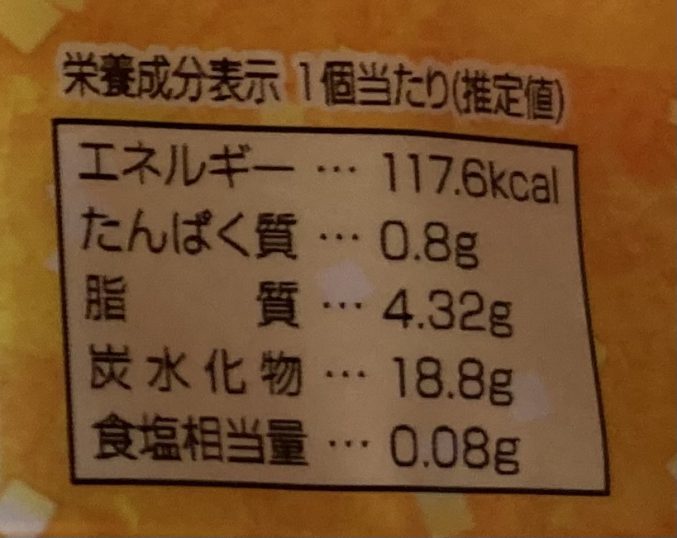 栄養成分表示 1個当たり(推定値)
エネルギー … 117.6kcal
たんぱく質 … 0.8g
脂　　質 … 4.32g
炭水化物 … 18.8g
食塩相当量 … 0.08g